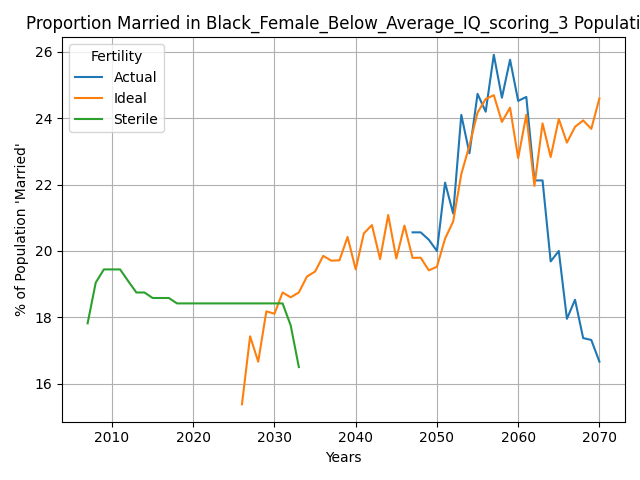 Proportion Married in Black_Female_Below_Average_IQ_scoring_3 Populati
Fertility
Actual
Ideal
Sterile
26
24
22
20
18
16
% of Population 'Married'
2010 2020 2030 2040 2050 2060 2070
Years